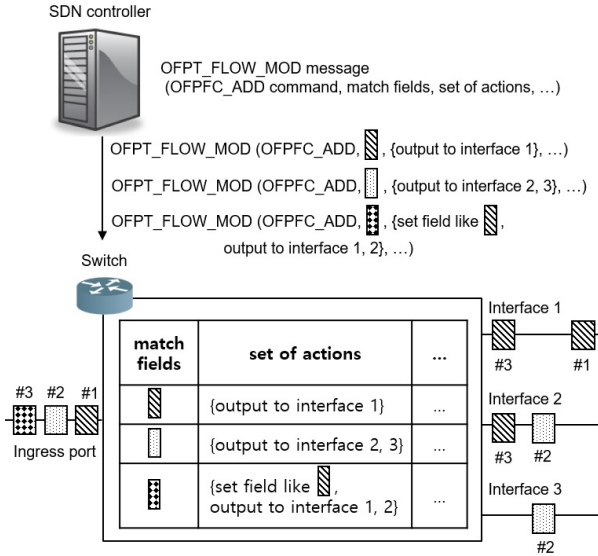 SDN controller
OFPT_FLOW_MOD message
(OFPFC_ADD command, match fields, set of actions, …)
OFPT_FLOW_MOD (OFPFC_ADD, , {output to interface 1}, …)
OFPT_FLOW_MOD (OFPFC_ADD, , {output to interface 2, 3}, …)
OFPT_FLOW_MOD (OFPFC_ADD, , {set field like ,
output to interface 1, 2}, …)
Switch
match fields
set of actions
...
{output to interface 1}
...
{output to interface 2, 3}
...
{set field like ,
output to interface 1, 2}
...
#3 #2 #1
Ingress port
Interface 1
#3 #1
Interface 2
#3 #2
Interface 3
#2